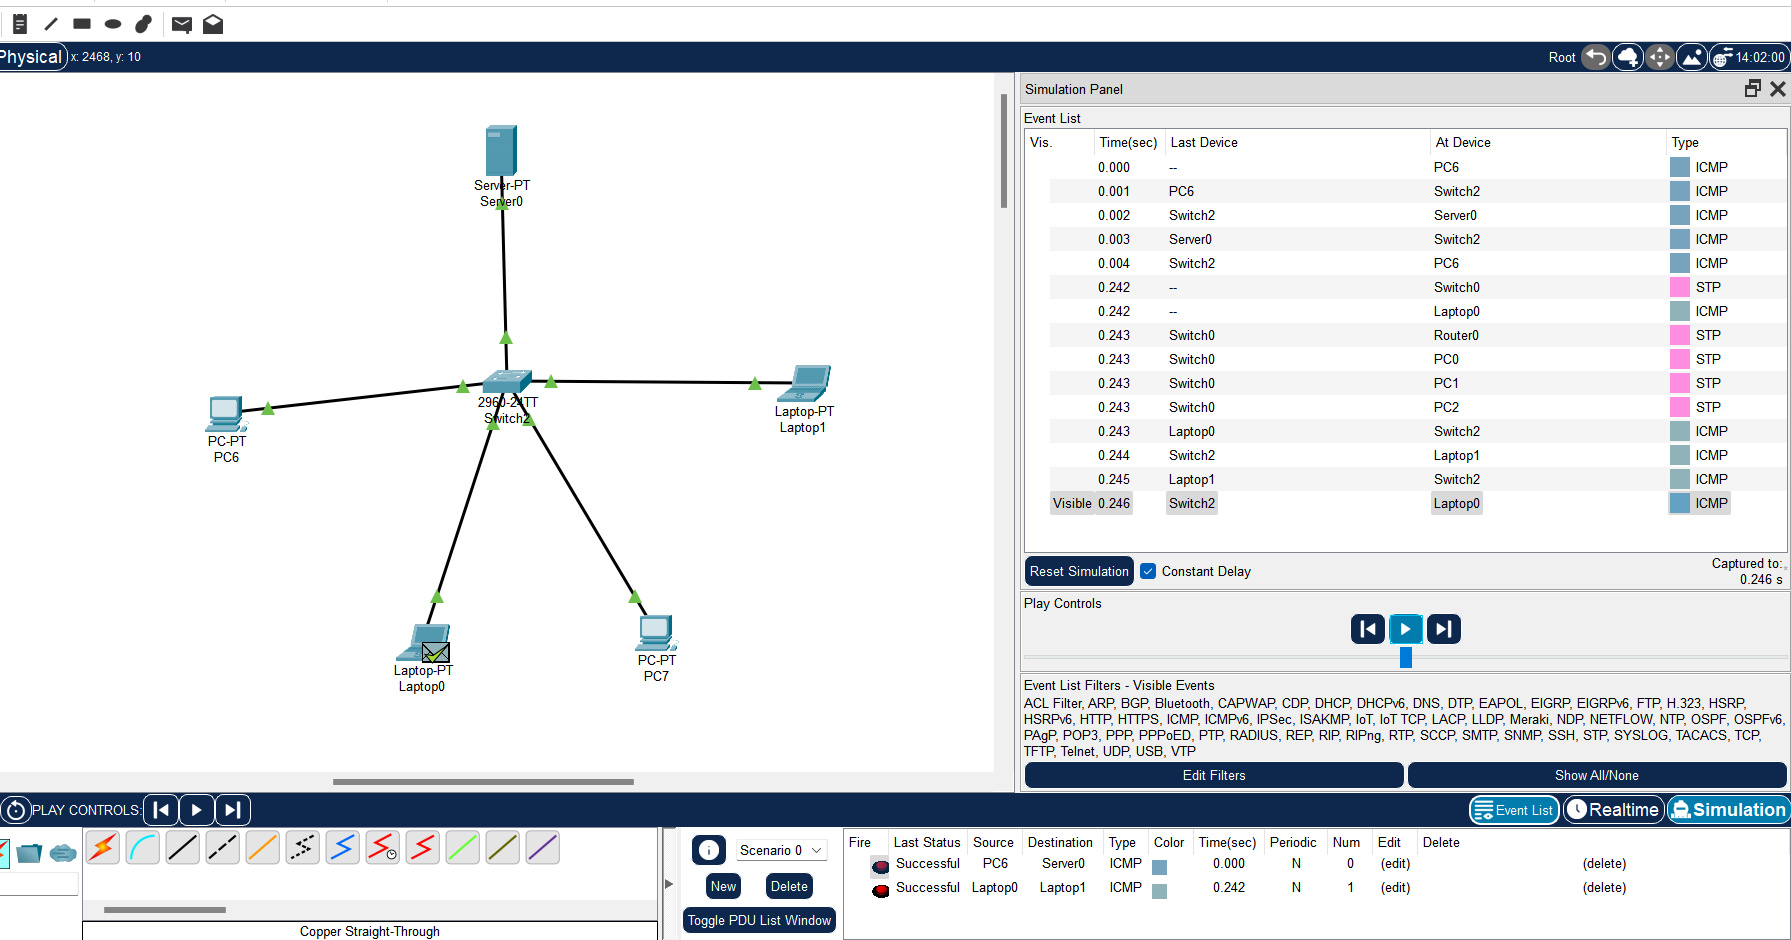 Physical x: 2468, y: 10 Root 14:02:00
Server-PT
Server0
2960-24TT
Switch2
Laptop-PT
Laptop1
PC-PT
PC6
Laptop-PT
Laptop0
PC-PT
PC7
Simulation Panel
Event List
Vis. Time(sec) Last Device At Device Type
0.000 -- PC6 ICMP
0.001 PC6 Switch2 ICMP
0.002 Switch2 Server0 ICMP
0.003 Server0 Switch2 ICMP
0.004 Switch2 PC6 ICMP
0.242 -- Switch0 STP
0.242 -- Laptop0 ICMP
0.243 Switch0 Router0 STP
0.243 Switch0 PC0 STP
0.243 Switch0 PC1 STP
0.243 Switch0 PC2 STP
0.243 Laptop0 Switch2 ICMP
0.244 Switch2 Laptop1 ICMP
0.245 Laptop1 Switch2 ICMP
Visible 0.246 Switch2 Laptop0 ICMP
Reset Simulation Constant Delay Captured to:
0.246 s
Play Controls
Event List Filters - Visible Events
ACL Filter, ARP, BGP, Bluetooth, CAPWAP, CDP, DHCP, DHCPv6, DNS, DTP, EAPOL, EIGRP, EIGRPv6, FTP, H.323, HSRP,
HSRPv6, HTTP, HTTPS, ICMP, ICMPv6, IPSec, ISAKMP, IoT, IoT TCP, LACP, LLDP, Meraki, NDP, NETFLOW, NTP, OSPF, OSPFv6,
PAgP, POP3, PPP, PPPoED, PTP, RADIUS, REP, RIP, RIPng, RTP, SCCP, SMTP, SNMP, SSH, STP, SYSLOG, TACACS, TCP,
TFTP, Telnet, UDP, USB, VTP
Edit Filters Show All/None
PLAY CONTROLS: Event List Realtime Simulation
Scenario 0
New Delete
Toggle PDU List Window
Fire Last Status Source Destination Type Color Time(sec) Periodic Num Edit Delete
Successful PC6 Server0 ICMP 0.000 N 0 (edit) (delete)
Successful Laptop0 Laptop1 ICMP 0.242 N 1 (edit) (delete)
Copper Straight-Through